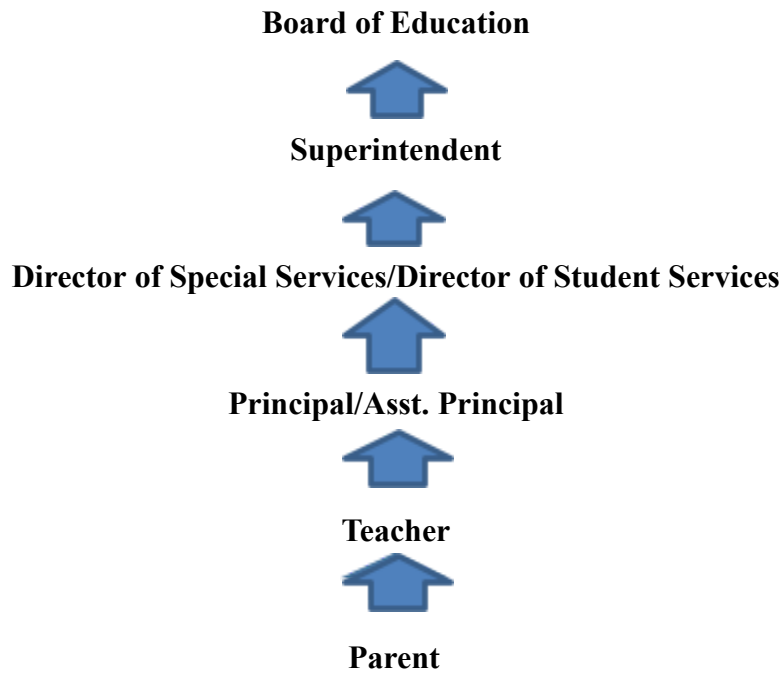 Board of Education
Superintendent
Director of Special Services/Director of Student Services
Principal/Asst. Principal
Teacher
Parent